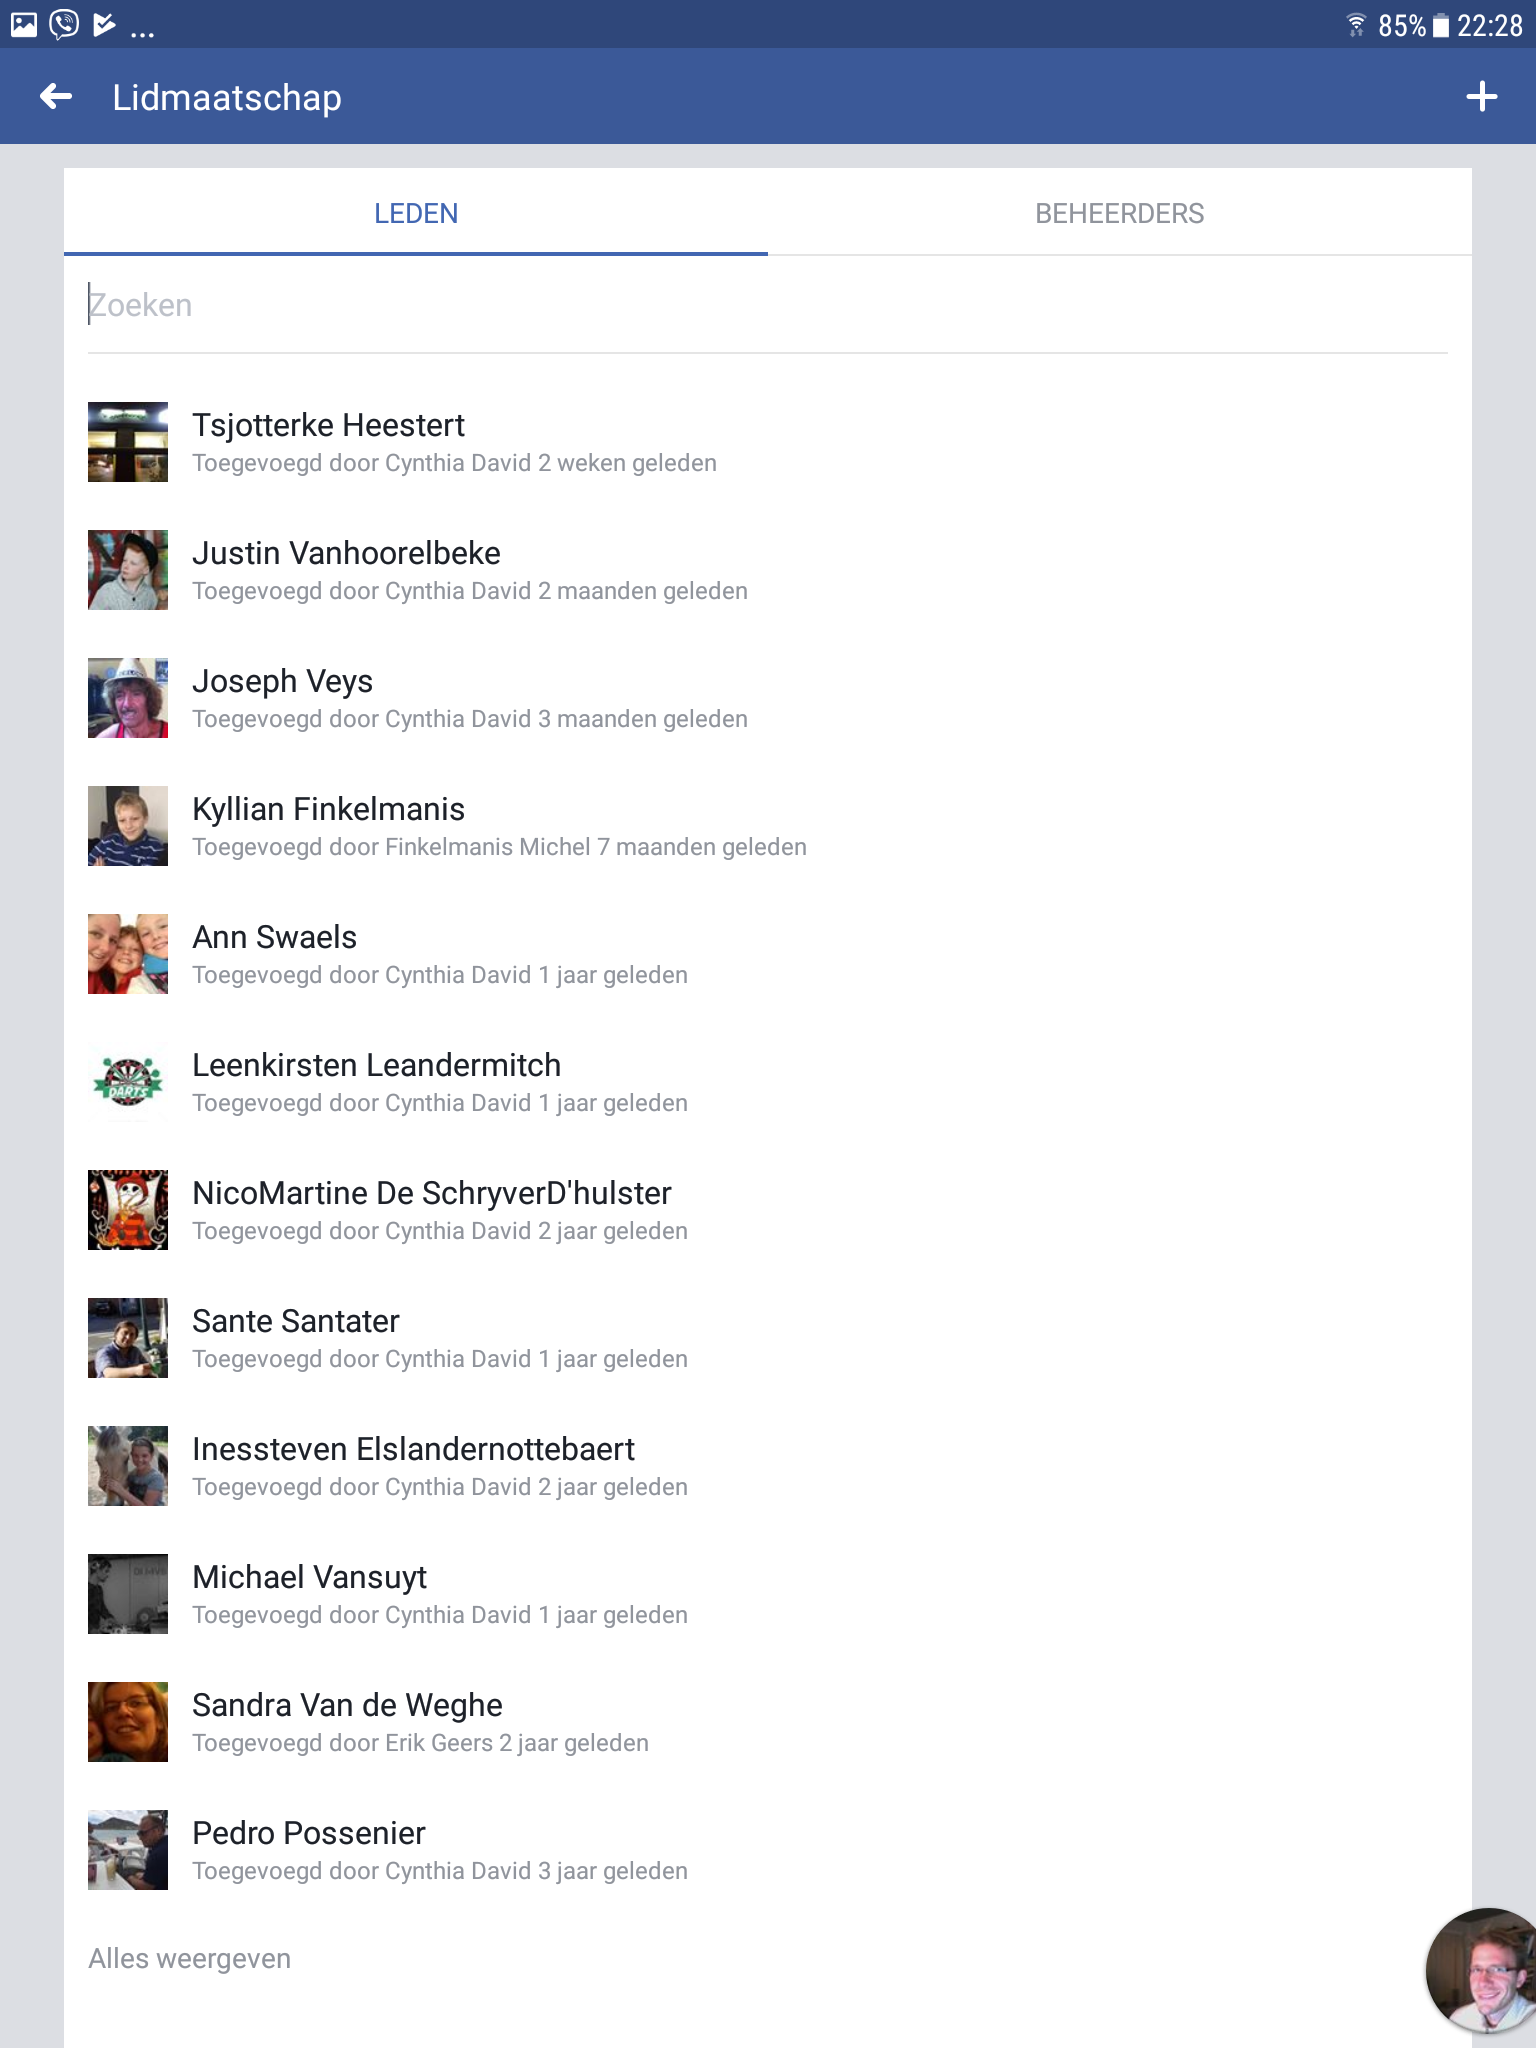 ... 85% 22:28
Lidmaatschap
LEDEN BEHEERDERS
Zoeken
Tsjotterke Heestert
Toegevoegd door Cynthia David 2 weken geleden
Justin Vanhoorelbeke
Toegevoegd door Cynthia David 2 maanden geleden
Joseph Veys
Toegevoegd door Cynthia David 3 maanden geleden
Kyllian Finkelmanis
Toegevoegd door Finkelmanis Michel 7 maanden geleden
Ann Swaels
Toegevoegd door Cynthia David 1 jaar geleden
Leenkirsten Leandermitch
DARTS
Toegevoegd door Cynthia David 1 jaar geleden
NicoMartine De SchryverD'hulster
Toegevoegd door Cynthia David 2 jaar geleden
Sante Santater
Toegevoegd door Cynthia David 1 jaar geleden
Inessteven Elslandernottebaert
Toegevoegd door Cynthia David 2 jaar geleden
Michael Vansuyt
Toegevoegd door Cynthia David 1 jaar geleden
Sandra Van de Weghe
Toegevoegd door Erik Geers 2 jaar geleden
Pedro Possenier
Toegevoegd door Cynthia David 3 jaar geleden
Alles weergeven